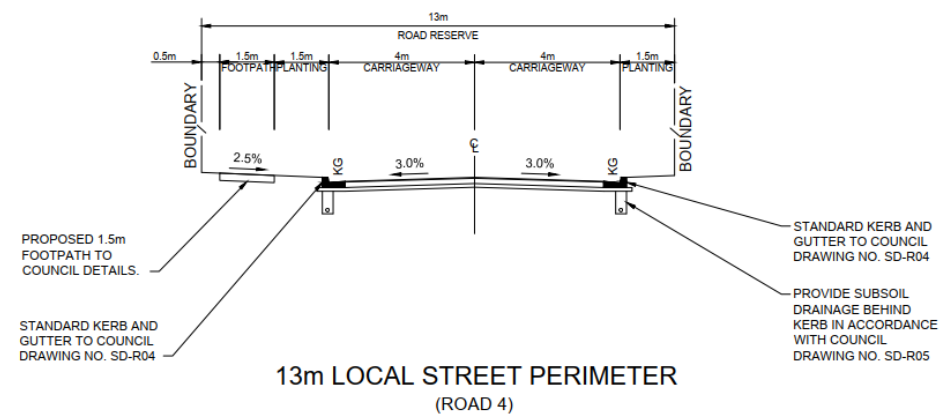 13m
ROAD RESERVE
0.5m 1.5m 1.5m 4m 4m 1.5m
FOOTPATH PLANTING CARRIAGEWAY CARRIAGEWAY PLANTING
BOUNDARY
BOUNDARY
2.5%
KG
3.0%
CL
3.0%
KG
PROPOSED 1.5m
FOOTPATH TO
COUNCIL DETAILS.
STANDARD KERB AND
GUTTER TO COUNCIL
DRAWING NO. SD-R04
STANDARD KERB AND
GUTTER TO COUNCIL
DRAWING NO. SD-R04
PROVIDE SUBSOIL
DRAINAGE BEHIND
KERB IN ACCORDANCE
WITH COUNCIL
DRAWING NO. SD-R05
13m LOCAL STREET PERIMETER
(ROAD 4)